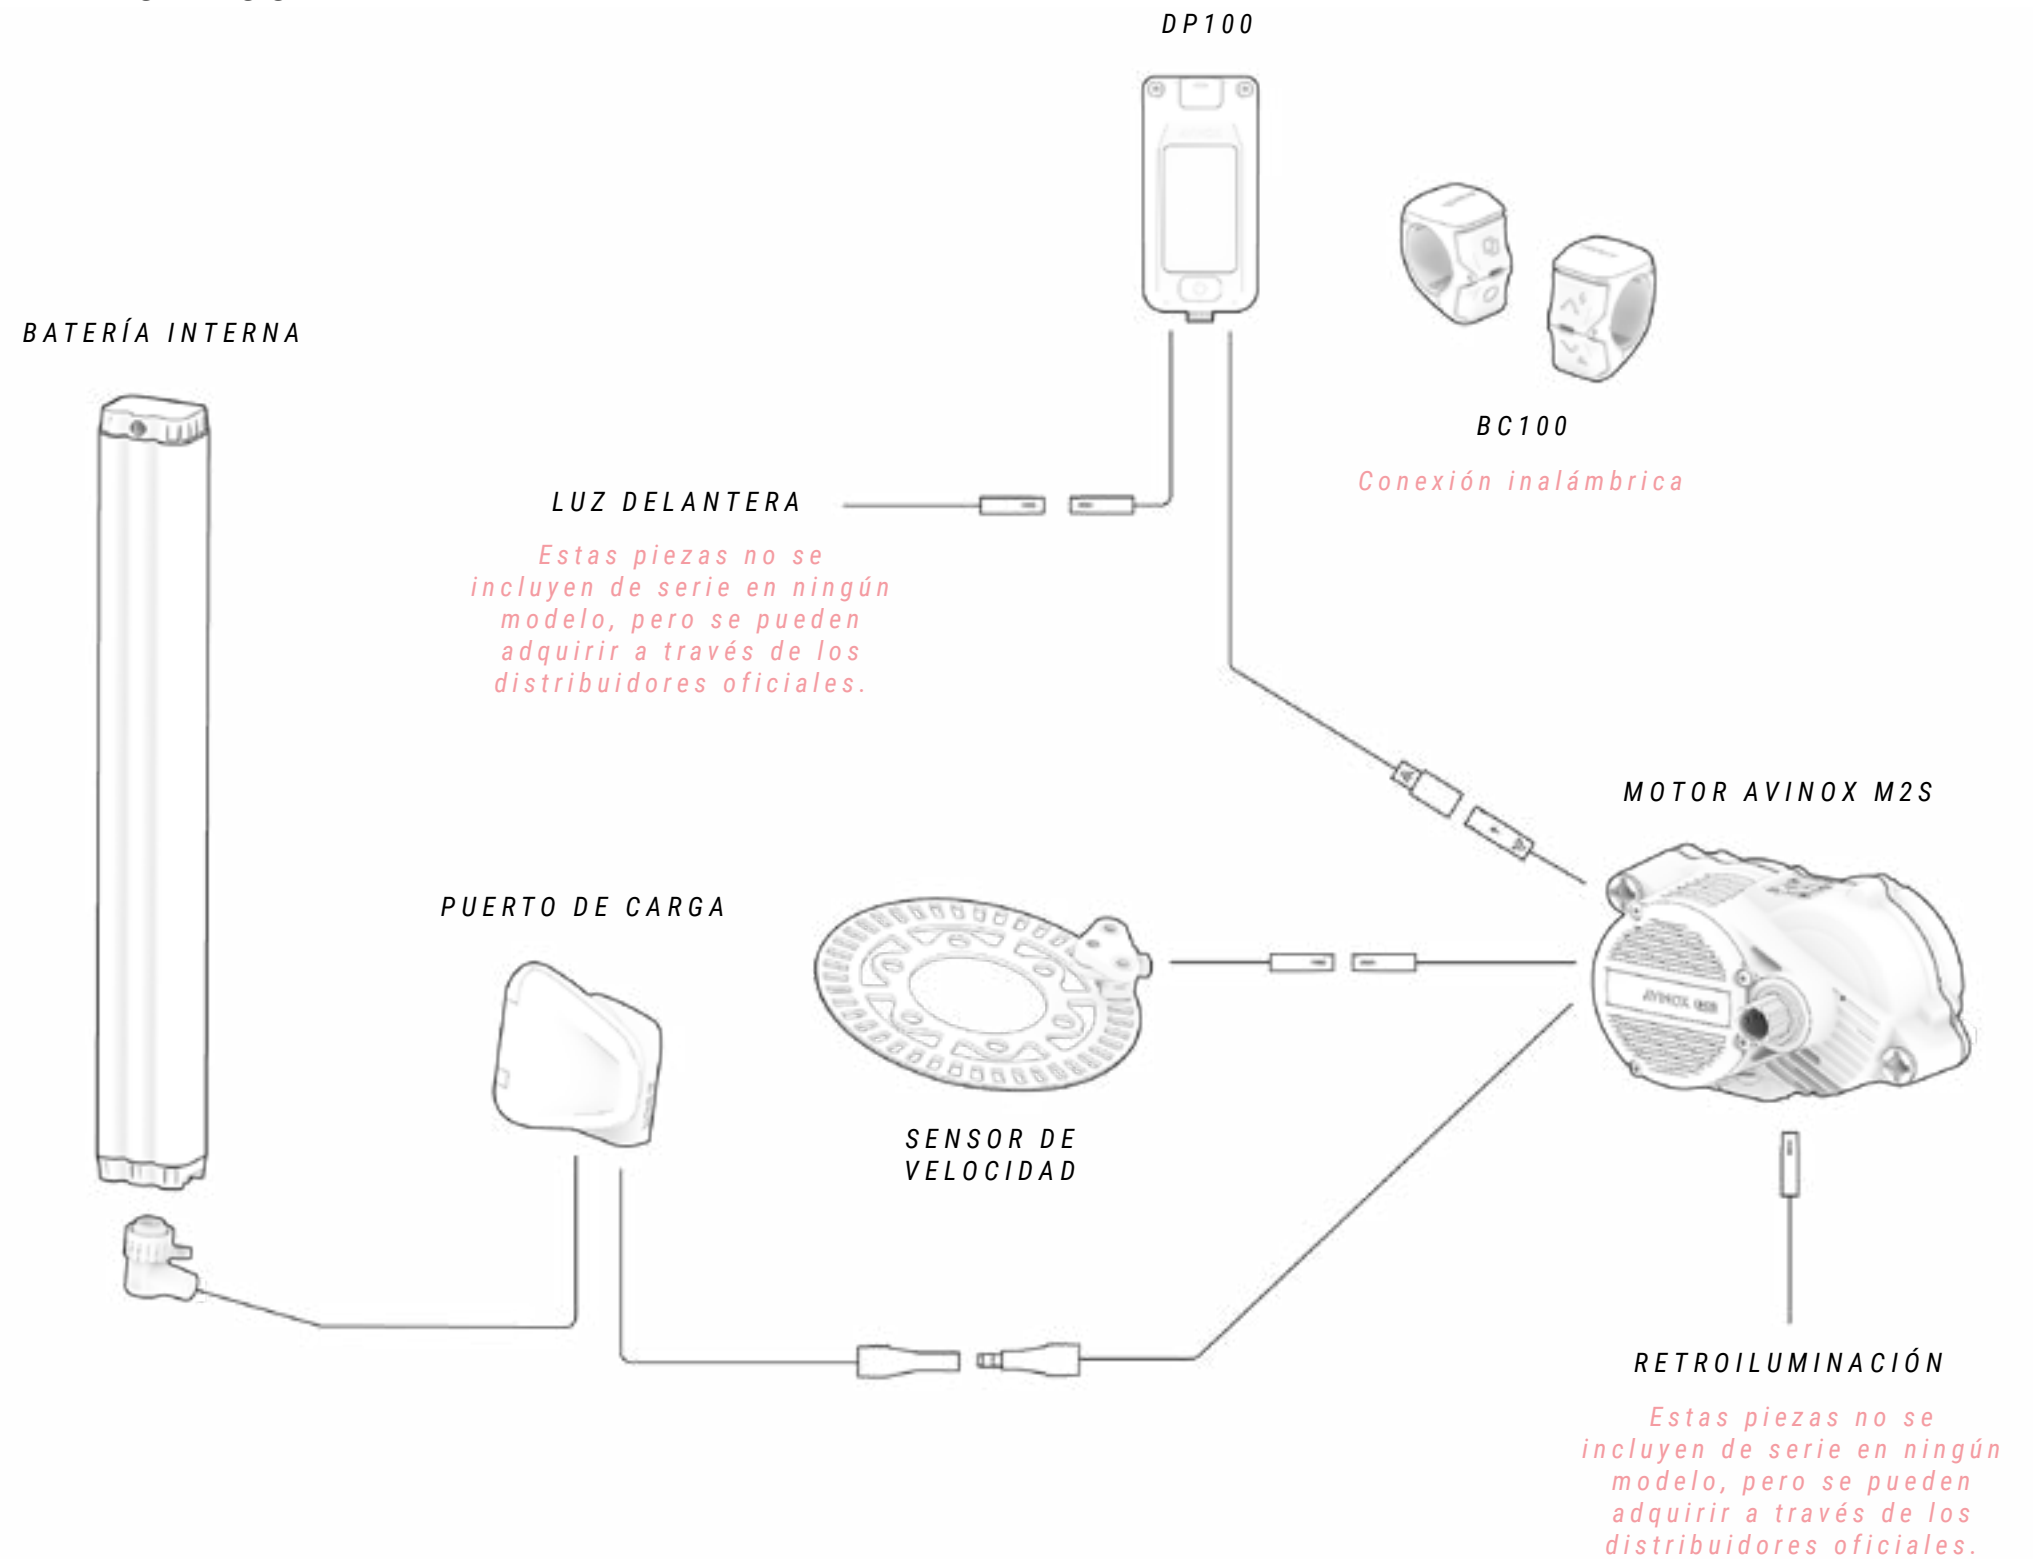 DP100
BATERÍA INTERNA
BC100
Conexión inalámbrica
LUZ DELANTERA
Estas piezas no se
incluyen de serie en ningún
modelo, pero se pueden
adquirir a través de los
distribuidores oficiales.
MOTOR AVINOX M2S
PUERTO DE CARGA
AVINOX
SENSOR DE
VELOCIDAD
RETROILUMINACIÓN
Estas piezas no se
incluyen de serie en ningún
modelo, pero se pueden
adquirir a través de los
distribuidores oficiales.